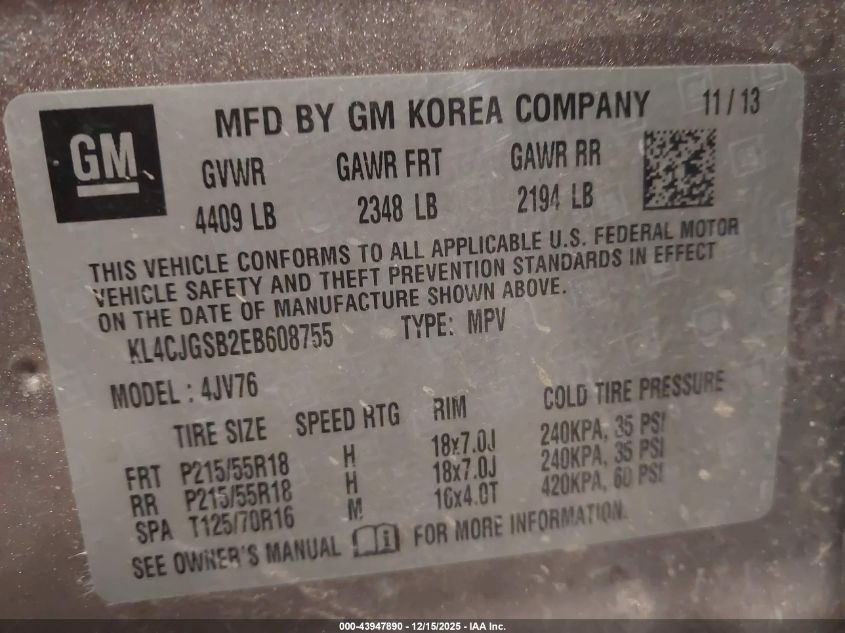 GM
MFD BY GM KOREA COMPANY 11/13
GVWR GAWR FRT GAWR RR
4409 LB 2348 LB 2194 LB
THIS VEHICLE CONFORMS TO ALL APPLICABLE U.S. FEDERAL MOTOR
VEHICLE SAFETY AND THEFT PREVENTION STANDARDS IN EFFECT
ON THE DATE OF MANUFACTURE SHOWN ABOVE.
KL4CJGSB2EB608755 TYPE: MPV
MODEL : 4JV76
TIRE SIZE SPEED RTG RIM COLD TIRE PRESSURE
FRT P215/55R18 H 18x7.0J 240KPA, 35 PSI
RR P215/55R18 H 18x7.0J 240KPA, 35 PSI
SPA T125/70R16 M 16x4.0T 420KPA, 60 PSI
SEE OWNER'S MANUAL FOR MORE INFORMATION.
000-43947890 - 12/15/2025 - IAA Inc.